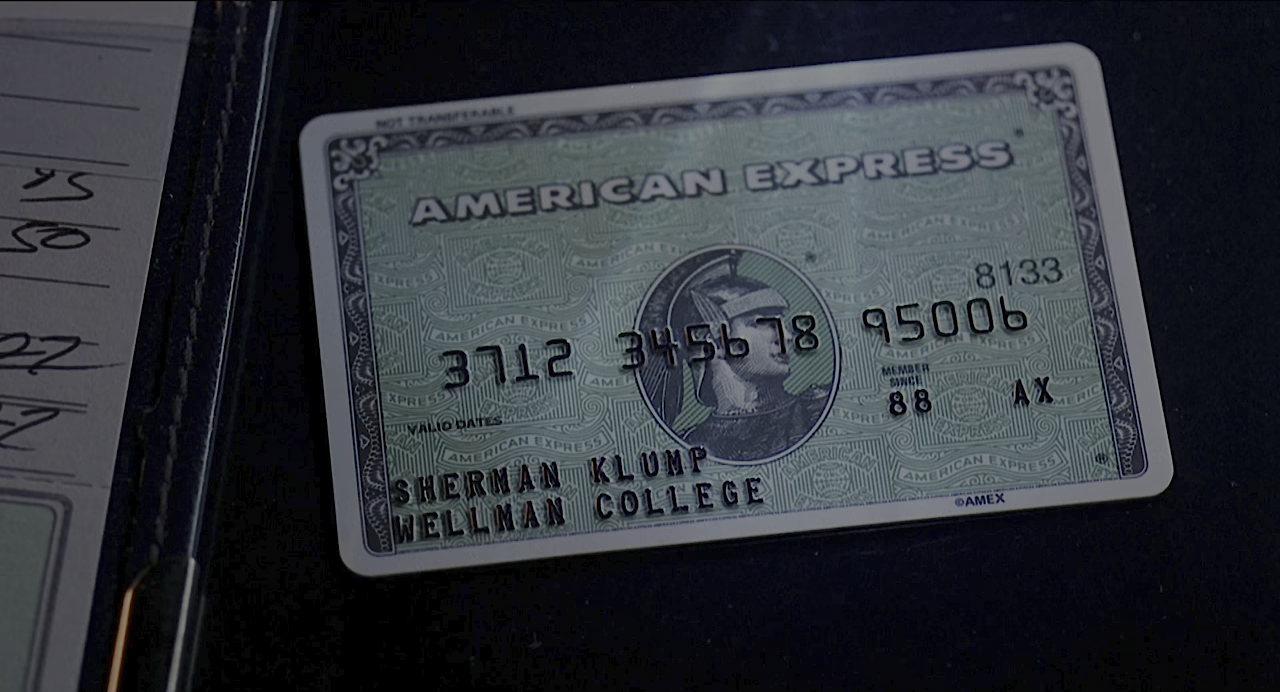 45
50
27
NOT TRANSFERABLE
AMERICAN EXPRESS
8133
3712 345678 95006
MEMBER
SINCE
VALID DATES
88 AX
SHERMAN KLUMP
WELLMAN COLLEGE
©AMEX